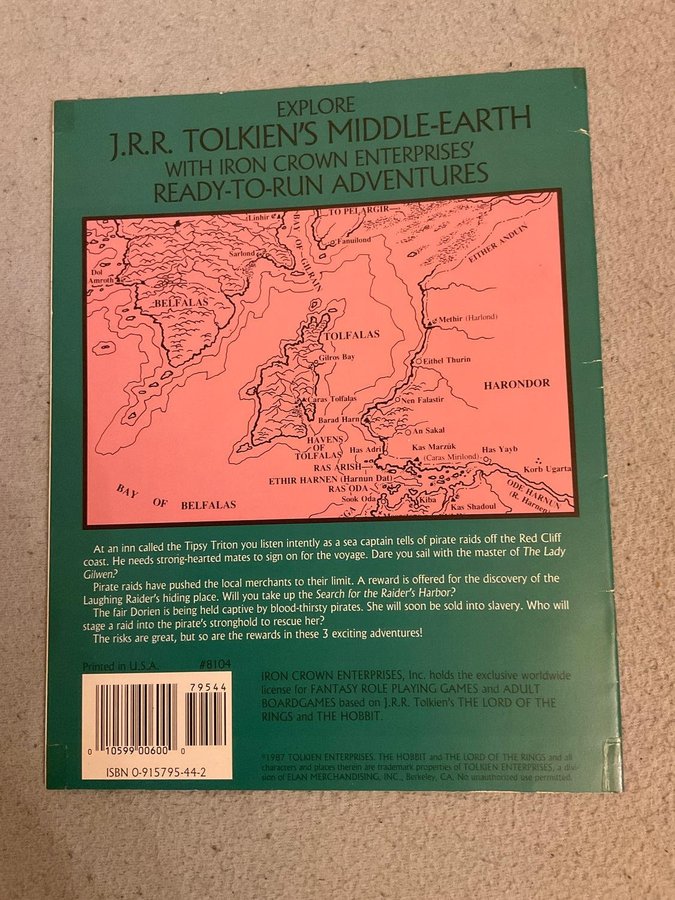 EXPLORE
J.R.R. TOLKIEN'S MIDDLE-EARTH
WITH IRON CROWN ENTERPRISES'
READY-TO-RUN ADVENTURES
Linhir
TO PELARGIR
BAY OF GILRAIN
Fanuilond
Sarlond
EITHER ANDUIN
Dol
Amroth
BELFALAS
Methir (Harlond)
TOLFALAS
Gilros Bay
Eithel Thurin
HARONDOR
Caras Tolfalas
Nen Falastir
Barad Harn
An Sakal
HAVENS
OF
TOLFALAS
Has Adri
Kas Marzûk
(Caras Mirilond)
Has Yayb
RAS ARISH
Korb Ugarta
ETHIR HARNEN (Harnun Dat)
RAS ODA
ODE HARNUN
(R. Harnen)
BAY OF BELFALAS
Sook Oda
Kiba
Kas Shadoul
At an inn called the Tipsy Triton you listen intently as a sea captain tells of pirate raids off the Red Cliff
coast. He needs strong-hearted mates to sign on for the voyage. Dare you sail with the master of The Lady
Gilwen?
Pirate raids have pushed the local merchants to their limit. A reward is offered for the discovery of the
Laughing Raider's hiding place. Will you take up the Search for the Raider's Harbor?
The fair Dorien is being held captive by blood-thirsty pirates. She will soon be sold into slavery. Who will
stage a raid into the pirate's stronghold to rescue her?
The risks are great, but so are the rewards in these 3 exciting adventures!
Printed in U.S.A. #8104
79544
0 10599 00600 0
ISBN 0-915795-44-2
IRON CROWN ENTERPRISES, Inc. holds the exclusive worldwide
license for FANTASY ROLE PLAYING GAMES and ADULT
BOARDGAMES based on J.R.R. Tolkien's THE LORD OF THE
RINGS and THE HOBBIT.
©1987 TOLKIEN ENTERPRISES. THE HOBBIT and THE LORD OF THE RINGS and all
characters and places therein are trademark properties of TOLKIEN ENTERPRISES, a divi-
sion of ELAN MERCHANDISING, INC., Berkeley, CA. No unauthorized use permitted.